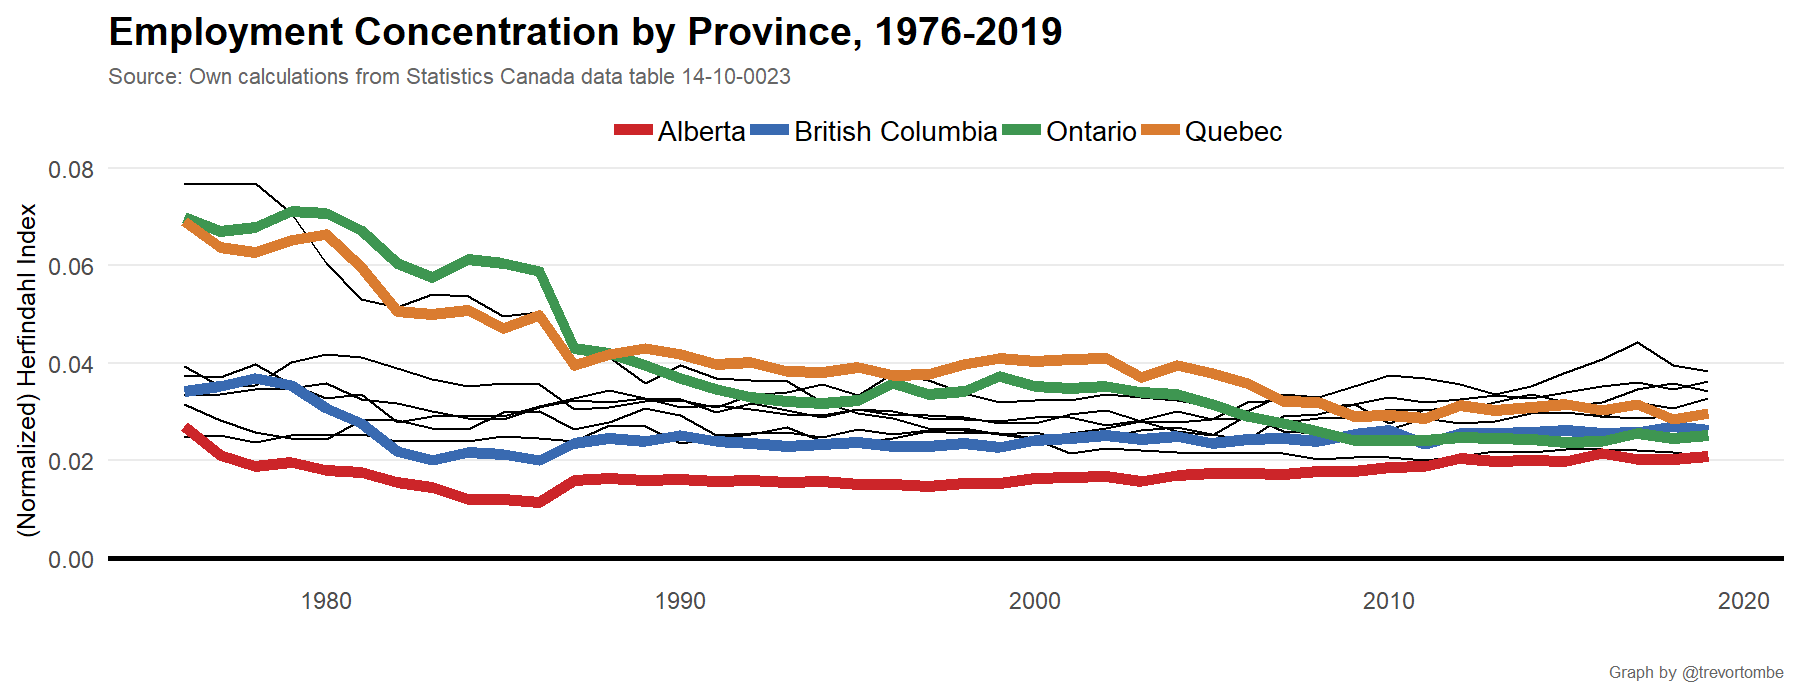 Employment Concentration by Province, 1976-2019
Source: Own calculations from Statistics Canada data table 14-10-0023
Alberta British Columbia Ontario Quebec
(Normalized) Herfindahl Index
0.08
0.06
0.04
0.02
0.00
1980 1990 2000 2010 2020
Graph by @trevortombe